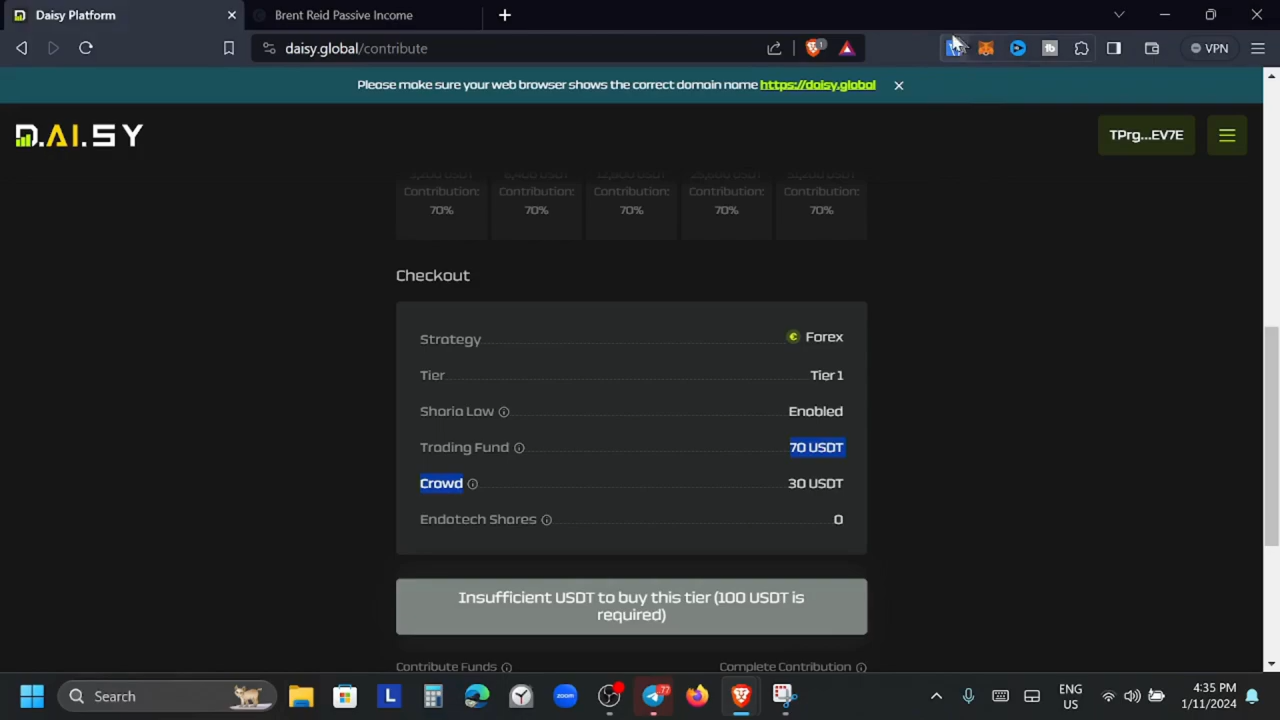 Daisy Platform
Brent Reid Passive Income
daisy.global/contribute
1
tb
VPN
Please make sure your web browser shows the correct domain name https://daisy.global
D.AI.SY
TPrg...EV7E
Contribution: Contribution: Contribution: Contribution: Contribution:
70% 70% 70% 70% 70%
Checkout
Strategy € Forex
Tier Tier 1
Sharia Law Enabled
Trading Fund 70 USDT
Crowd 30 USDT
Endotech Shares 0
Insufficient USDT to buy this tier (100 USDT is
required)
Contribute Funds Complete Contribution
Search
L
zoom
77
ENG
US
4:35 PM
1/11/2024